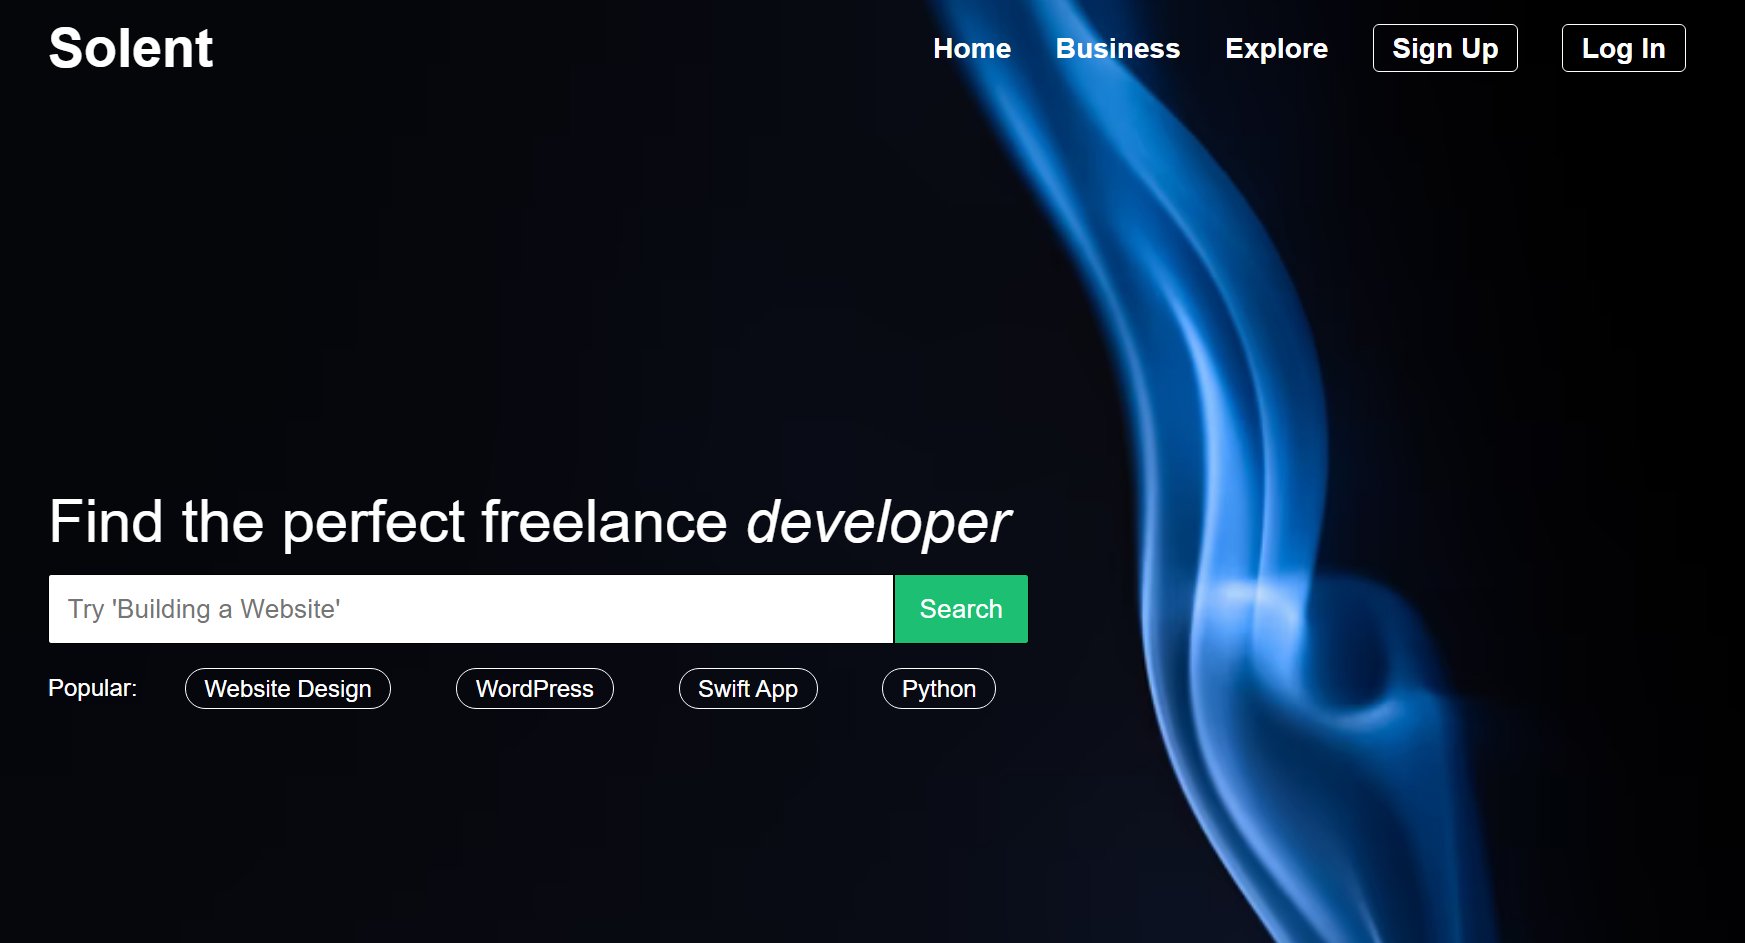 Solent
Home Business Explore Sign Up Log In
Find the perfect freelance developer
Try 'Building a Website' Search
Popular: Website Design WordPress Swift App Python